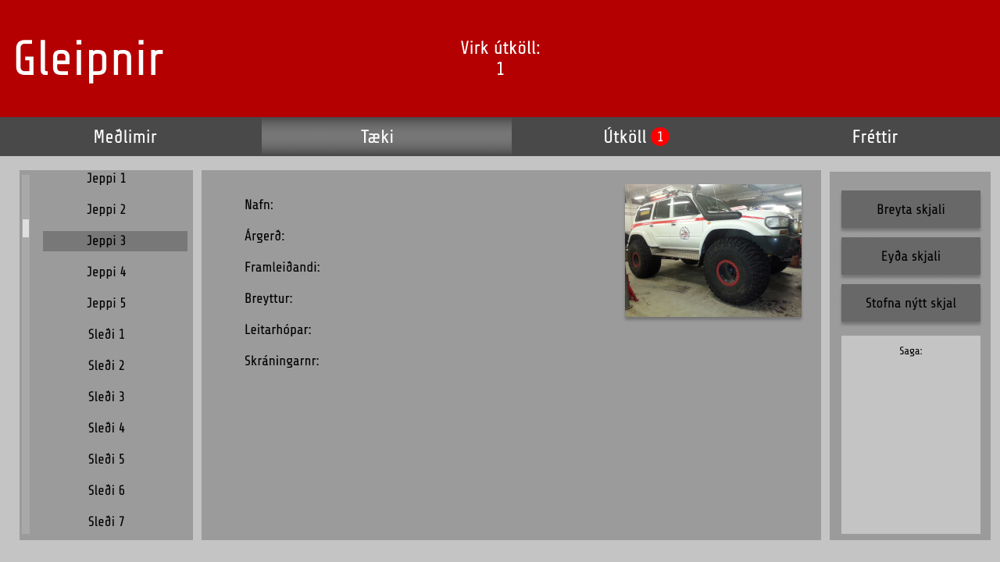 Gleipnir
Virk útköll:
1
Meðlimir
Tæki
Útköll 1
Fréttir
Jeppi 1
Jeppi 2
Jeppi 3
Jeppi 4
Jeppi 5
Sleði 1
Sleði 2
Sleði 3
Sleði 4
Sleði 5
Sleði 6
Sleði 7
Nafn:
Árgerð:
Framleiðandi:
Breyttur:
Leitarhópar:
Skráningarnr:
Breyta skjali
Eyða skjali
Stofna nýtt skjal
Saga: